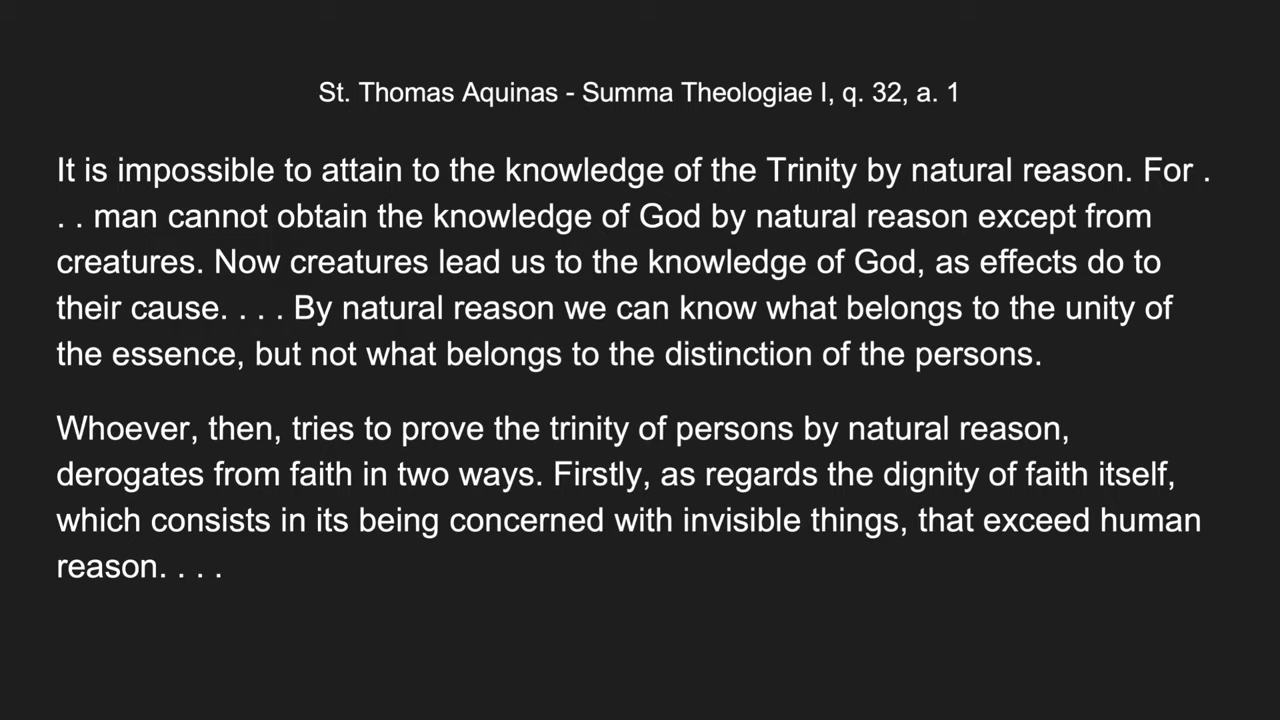 St. Thomas Aquinas - Summa Theologiae I, q. 32, a. 1
It is impossible to attain to the knowledge of the Trinity by natural reason. For .
. . man cannot obtain the knowledge of God by natural reason except from
creatures. Now creatures lead us to the knowledge of God, as effects do to
their cause. . . . By natural reason we can know what belongs to the unity of
the essence, but not what belongs to the distinction of the persons.
Whoever, then, tries to prove the trinity of persons by natural reason,
derogates from faith in two ways. Firstly, as regards the dignity of faith itself,
which consists in its being concerned with invisible things, that exceed human
reason. . . .